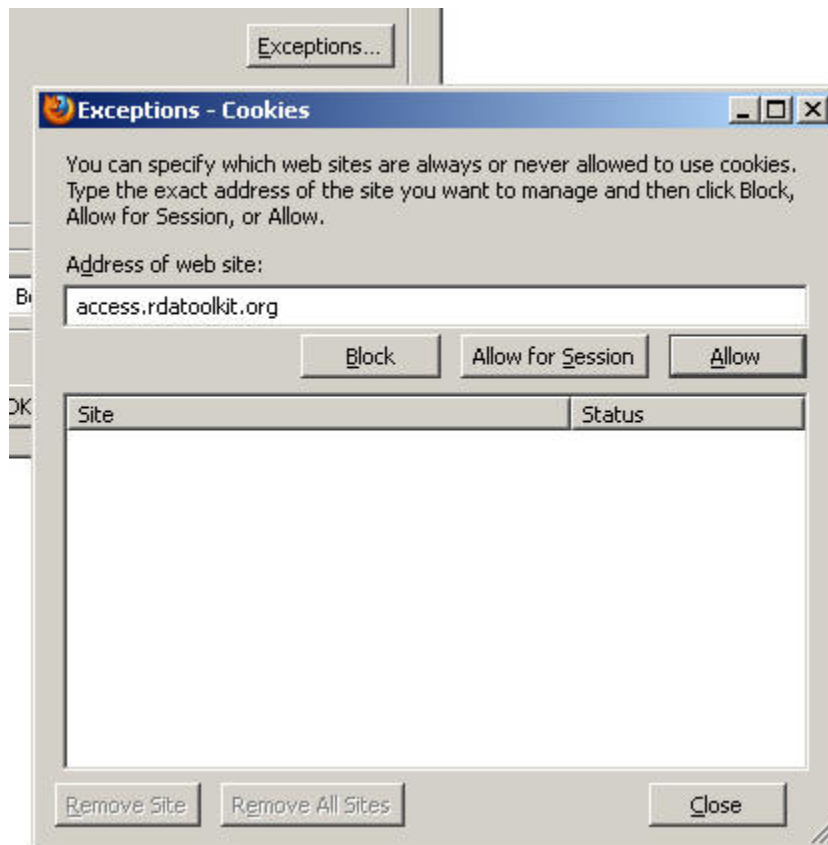 Exceptions...
Exceptions - Cookies
You can specify which web sites are always or never allowed to use cookies.
Type the exact address of the site you want to manage and then click Block,
Allow for Session, or Allow.
Address of web site:
access.rdatoolkit.org
Block Allow for Session Allow
Site Status
Remove Site Remove All Sites Close